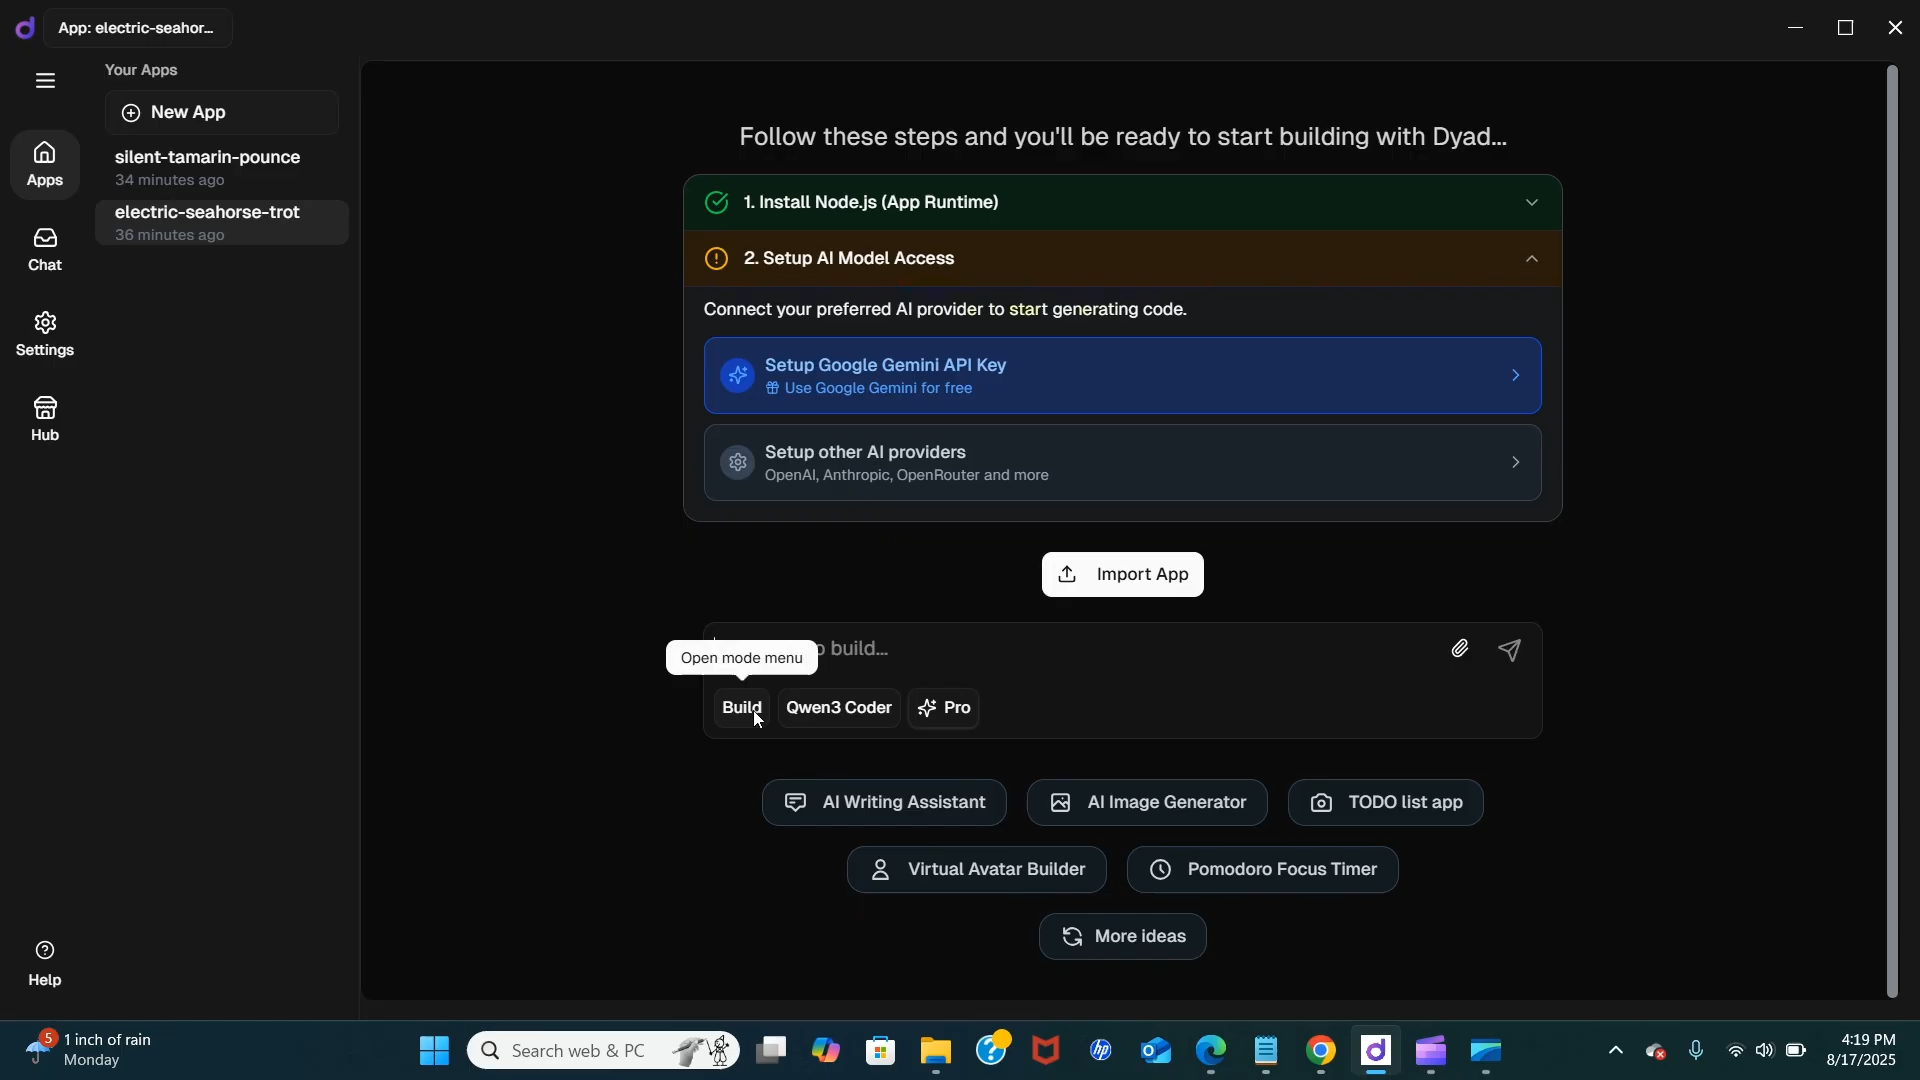 App: electric-seahor...
Your Apps
New App
silent-tamarin-pounce
34 minutes ago
electric-seahorse-trot
36 minutes ago
Apps
Chat
Settings
Hub
Help
Follow these steps and you'll be ready to start building with Dyad...
1. Install Node.js (App Runtime)
2. Setup AI Model Access
Connect your preferred AI provider to start generating code.
Setup Google Gemini API Key
Use Google Gemini for free
Setup other AI providers
OpenAI, Anthropic, OpenRouter and more
Import App
build...
Open mode menu
Build
Qwen3 Coder
Pro
AI Writing Assistant
AI Image Generator
TODO list app
Virtual Avatar Builder
Pomodoro Focus Timer
More ideas
5
1 inch of rain
Monday
Search web & PC
hp
4:19 PM
8/17/2025